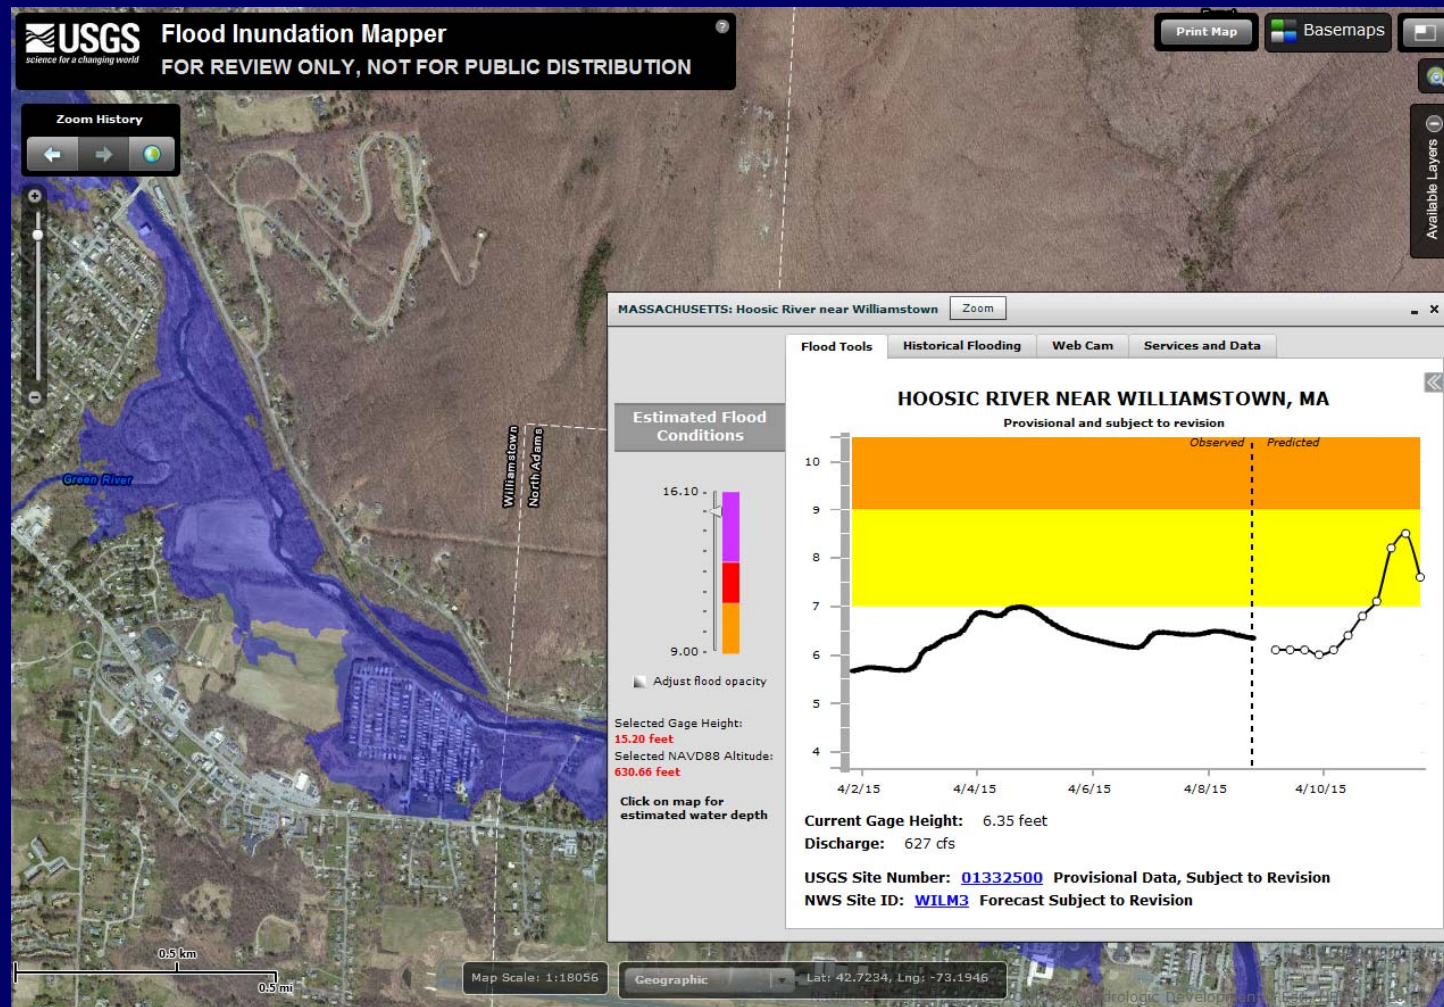 USGS
science for a changing world
Flood Inundation Mapper
FOR REVIEW ONLY, NOT FOR PUBLIC DISTRIBUTION
?
Print Map
Basemaps
Zoom History
Available Layers
Green River
Williamstown
North Adams
MASSACHUSETTS: Hoosic River near Williamstown
Zoom
Flood Tools
Historical Flooding
Web Cam
Services and Data
Estimated Flood
Conditions
16.10
9.00
Adjust flood opacity
Selected Gage Height:
15.20 feet
Selected NAVD88 Altitude:
630.66 feet
Click on map for
estimated water depth
HOOSIC RIVER NEAR WILLIAMSTOWN, MA
Provisional and subject to revision
Observed
Predicted
10
9
8
7
6
5
4
4/2/15
4/4/15
4/6/15
4/8/15
4/10/15
Current Gage Height: 6.35 feet
Discharge: 627 cfs
USGS Site Number: 01332500 Provisional Data, Subject to Revision
NWS Site ID: WILM3 Forecast Subject to Revision
0.5 km
0.5 mi
Map Scale: 1:18056
Geographic
Lat: 42.7234, Lng: -73.1946
Hydrologic Development